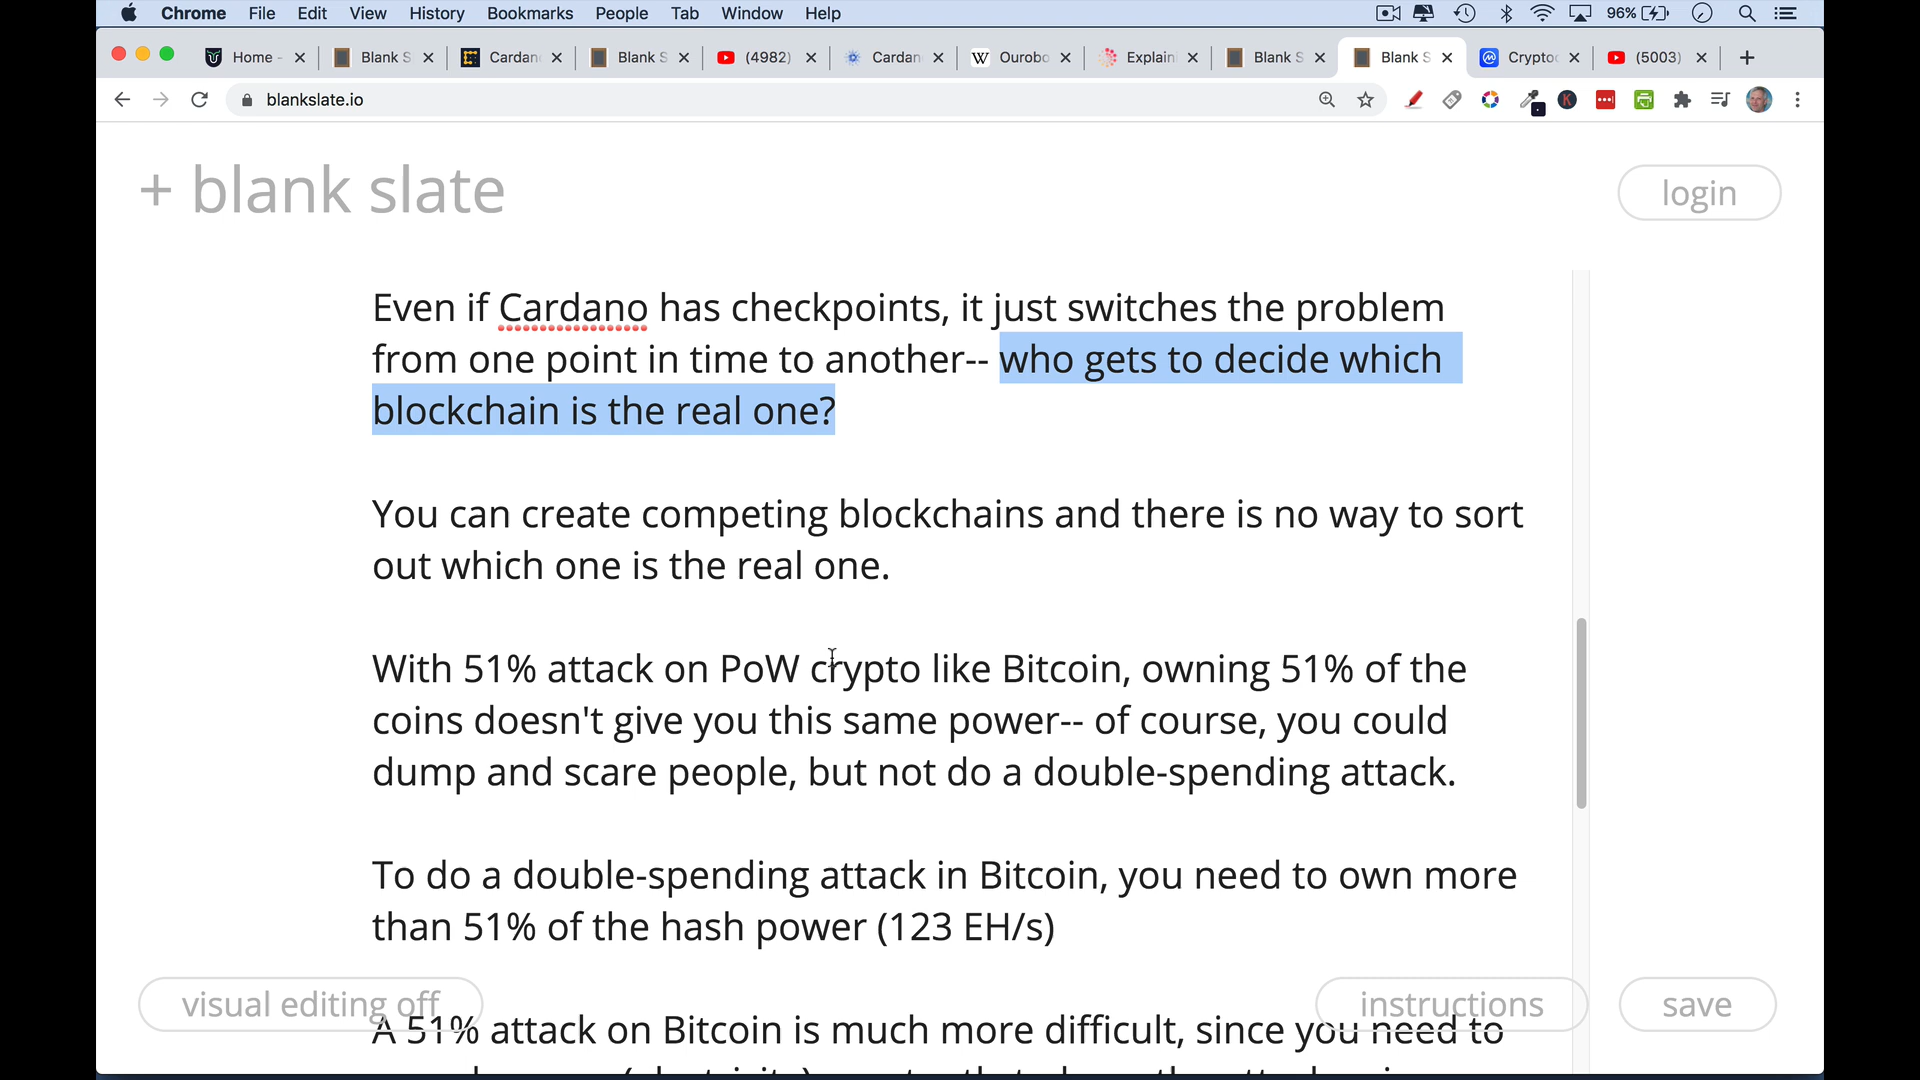 Chrome File Edit View History Bookmarks People Tab Window Help 96%
Home - Blank S Cardan Blank S (4982) Cardan Ourobo Explain Blank S Blank S Cryptoc (5003)
blankslate.io
+ blank slate
login
Even if Cardano has checkpoints, it just switches the problem
from one point in time to another-- who gets to decide which
blockchain is the real one?
You can create competing blockchains and there is no way to sort
out which one is the real one.
With 51% attack on PoW crypto like Bitcoin, owning 51% of the
coins doesn't give you this same power-- of course, you could
dump and scare people, but not do a double-spending attack.
To do a double-spending attack in Bitcoin, you need to own more
than 51% of the hash power (123 EH/s)
visual editing off instructions save
A 51% attack on Bitcoin is much more difficult, since you need to